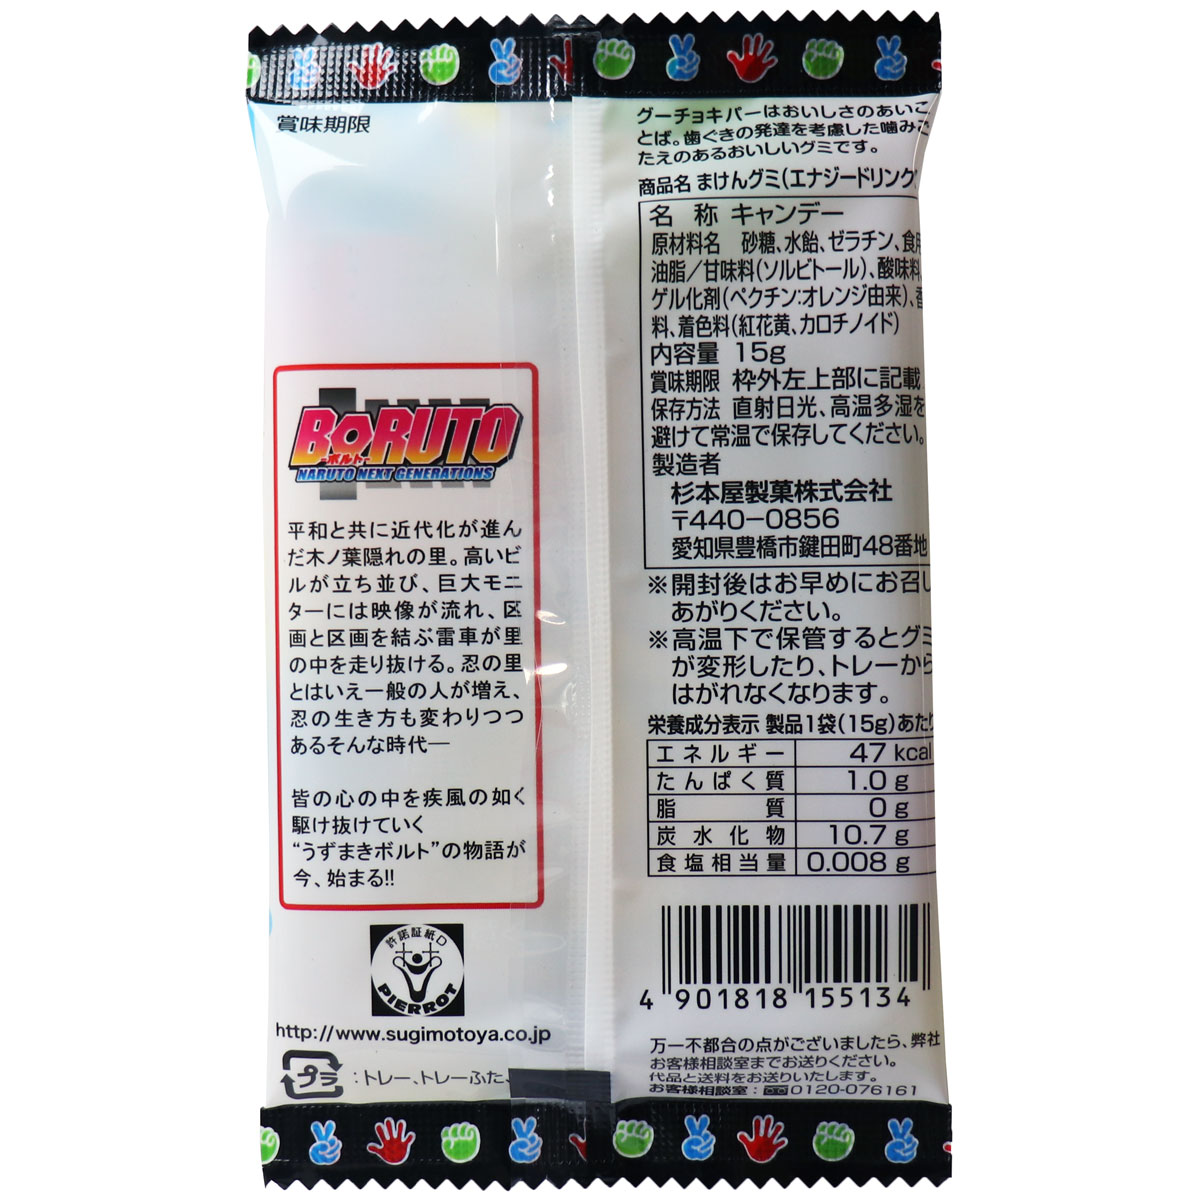 賞味期限
BORUTO
-ボルト-
NARUTO NEXT GENERATIONS
平和と共に近代化が進ん
だ木ノ葉隠れの里。高いビ
ルが立ち並び、巨大モニ
ターには映像が流れ、区
画と区画を結ぶ雷車が里
の中を走り抜ける。忍の里
とはいえ一般の人が増え、
忍の生き方も変わりつつ
あるそんな時代―
皆の心の中を疾風の如く
駆け抜けていく
“うずまきボルト”の物語が
今、始まる!!
許諾証紙D
PIERROT
http://www.sugimotoya.co.jp
プラ
:トレー、トレーふた、
グーチョキパーはおいしさのあいこ
とば。歯ぐきの発達を考慮した噛みご
たえのあるおいしいグミです。
商品名 まけんグミ(エナジードリンク)
名 称 キャンデー
原材料名 砂糖、水飴、ゼラチン、食用
油脂/甘味料(ソルビトール)、酸味料、
ゲル化剤(ペクチン:オレンジ由来)、香
料、着色料(紅花黄、カロチノイド)
内容量 15g
賞味期限 枠外左上部に記載
保存方法 直射日光、高温多湿を
避けて常温で保存してください。
製造者
杉本屋製菓株式会社
〒440-0856
愛知県豊橋市鍵田町48番地
※開封後はお早めにお召し
あがりください。
※高温下で保管するとグミ
が変形したり、トレーから
はがれなくなります。
栄養成分表示 製品1袋(15g)あたり
エネルギー 47 kcal
たんぱく質 1.0 g
脂質 0 g
炭水化物 10.7 g
食塩相当量 0.008 g
4 901818 155134
万一不都合の点がございましたら、弊社
お客様相談室までお送りください。
代品と送料をお送りいたします。
お客様相談室: 0120-076161